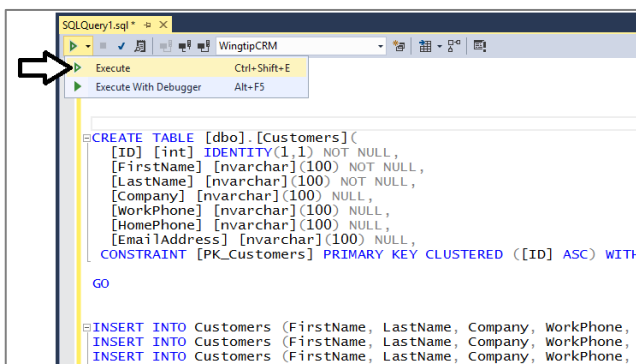 SQLQuery1.sql*
WingtipCRM
Execute Ctrl+Shift+E
Execute With Debugger Alt+F5
CREATE TABLE [dbo].[Customers](
[ID] [int] IDENTITY(1,1) NOT NULL,
[FirstName] [nvarchar](100) NOT NULL,
[LastName] [nvarchar](100) NOT NULL,
[Company] [nvarchar](100) NULL,
[WorkPhone] [nvarchar](100) NULL,
[HomePhone] [nvarchar](100) NULL,
[EmailAddress] [nvarchar](100) NULL,
CONSTRAINT [PK_Customers] PRIMARY KEY CLUSTERED ([ID] ASC) WITH
GO
INSERT INTO Customers (FirstName, LastName, Company, WorkPhone,
INSERT INTO Customers (FirstName, LastName, Company, WorkPhone,
INSERT INTO Customers (FirstName, LastName, Company, WorkPhone,